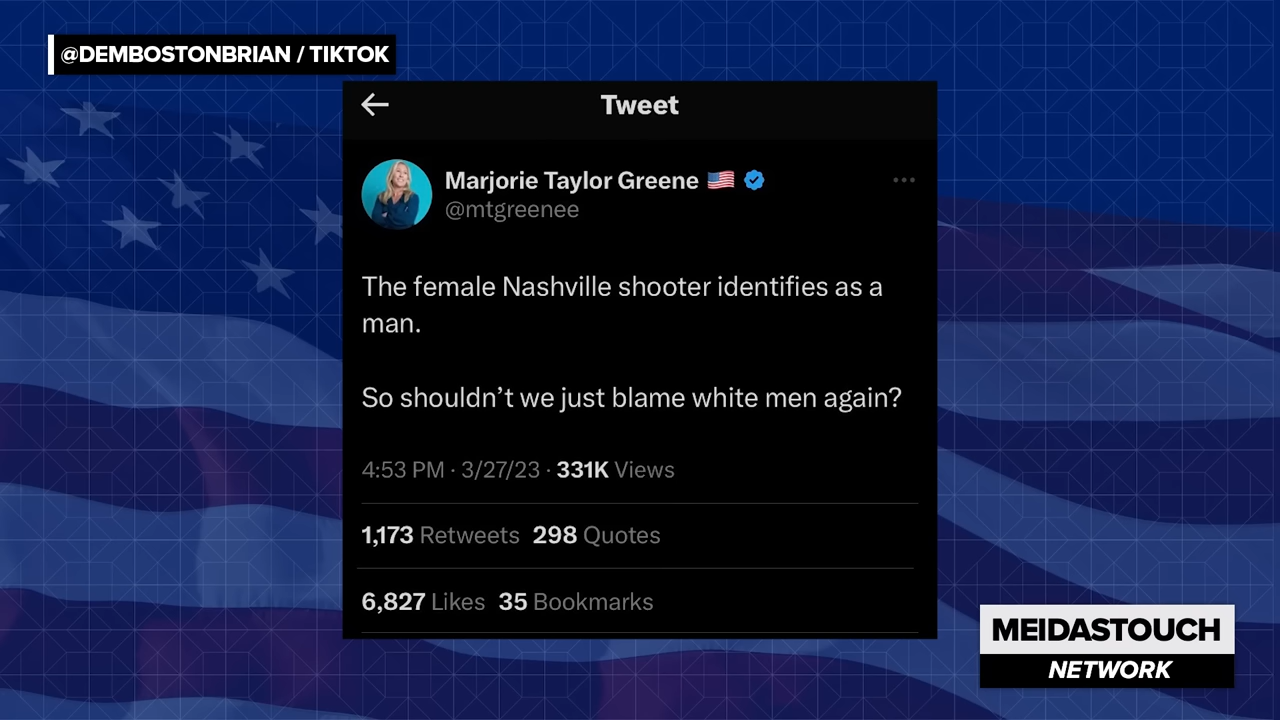 @DEMBOSTONBRIAN / TIKTOK
Tweet
Marjorie Taylor Greene 🇺🇸
@mtgreenee
The female Nashville shooter identifies as a
man.
So shouldn’t we just blame white men again?
4:53 PM · 3/27/23 · 331K Views
1,173 Retweets 298 Quotes
6,827 Likes 35 Bookmarks
MEIDASTOUCH
NETWORK